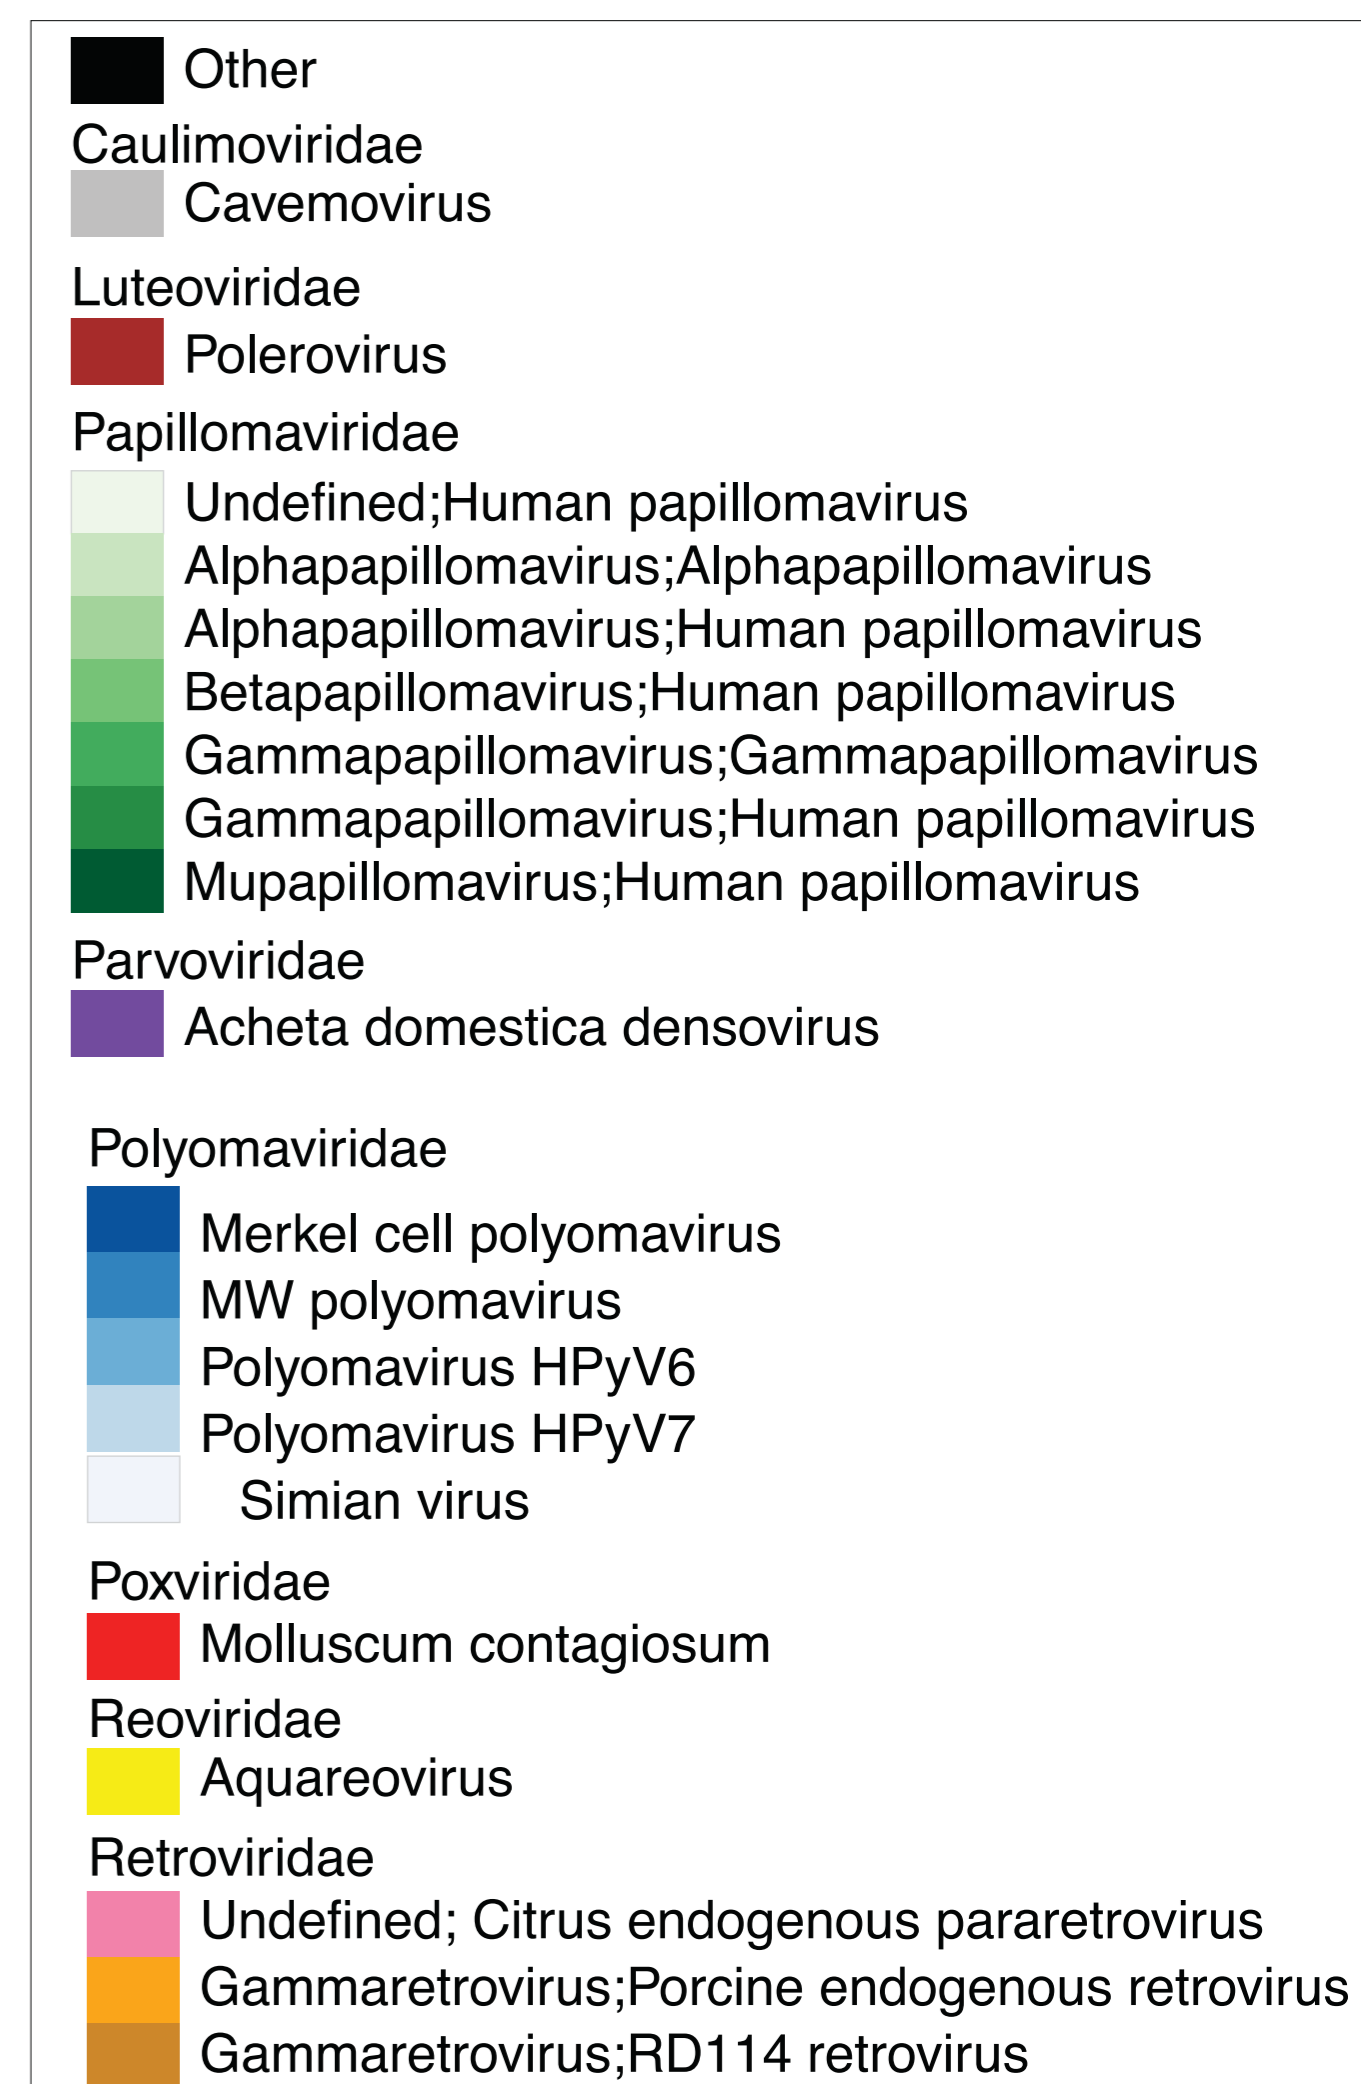 Other
Caulimoviridae
Cavemovirus
Luteoviridae
Polerovirus
Papillomaviridae
Undefined;Human papillomavirus
Alphapapillomavirus;Alphapapillomavirus
Alphapapillomavirus;Human papillomavirus
Betapapillomavirus;Human papillomavirus
Gammapapillomavirus;Gammapapillomavirus
Gammapapillomavirus;Human papillomavirus
Mupapillomavirus;Human papillomavirus
Parvoviridae
Acheta domestica densovirus
Polyomaviridae
Merkel cell polyomavirus
MW polyomavirus
Polyomavirus HPyV6
Polyomavirus HPyV7
Simian virus
Poxviridae
Molluscum contagiosum
Reoviridae
Aquareovirus
Retroviridae
Undefined; Citrus endogenous pararetrovirus
Gammaretrovirus;Porcine endogenous retrovirus
Gammaretrovirus;RD114 retrovirus